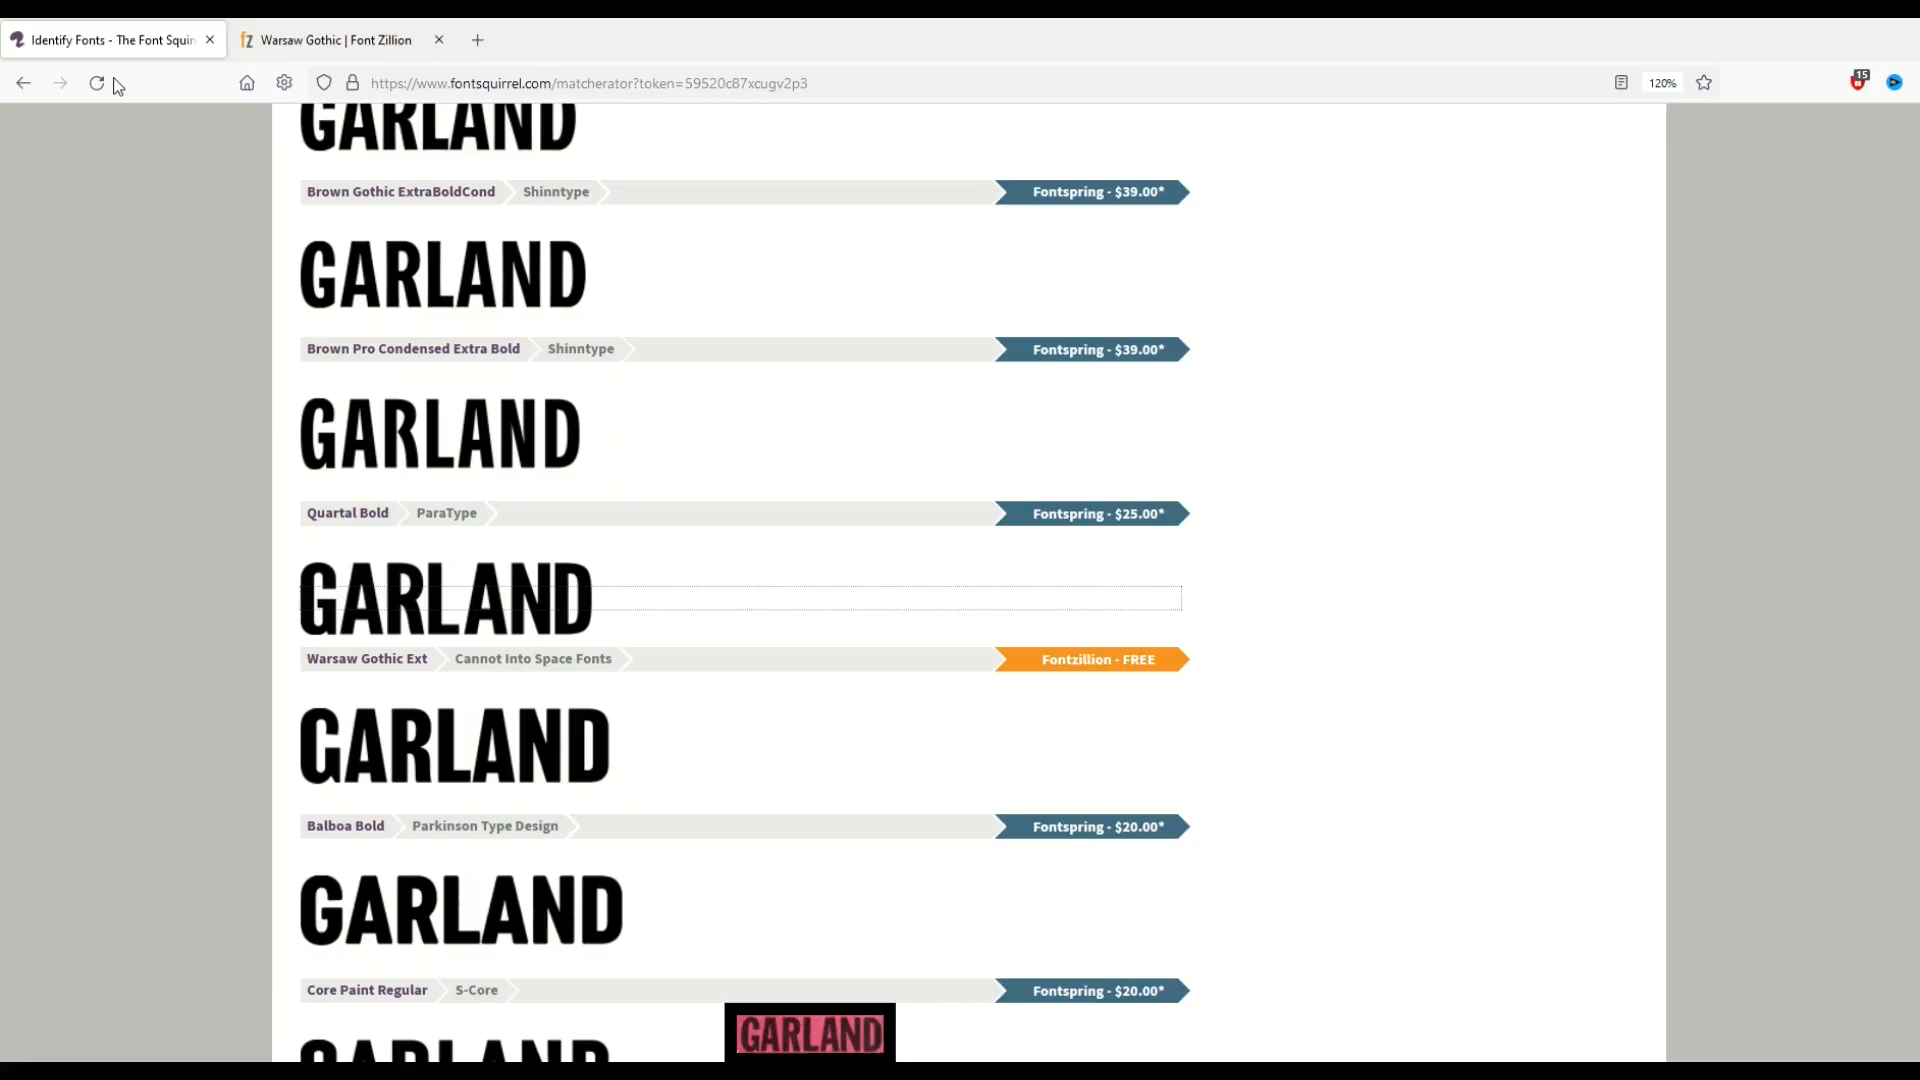 Identify Fonts - The Font Squir
Warsaw Gothic | Font Zillion
https://www.fontsquirrel.com/matcherator?token=59520c87xcugv2p3
120%
15
GARLAND
Brown Gothic ExtraBoldCond Shinntype Fontspring - $39.00*
GARLAND
Brown Pro Condensed Extra Bold Shinntype Fontspring - $39.00*
GARLAND
Quartal Bold ParaType Fontspring - $25.00*
GARLAND
Warsaw Gothic Ext Cannot Into Space Fonts Fontzillion - FREE
GARLAND
Balboa Bold Parkinson Type Design Fontspring - $20.00*
GARLAND
Core Paint Regular S-Core Fontspring - $20.00*
GARLAND
GARLAND